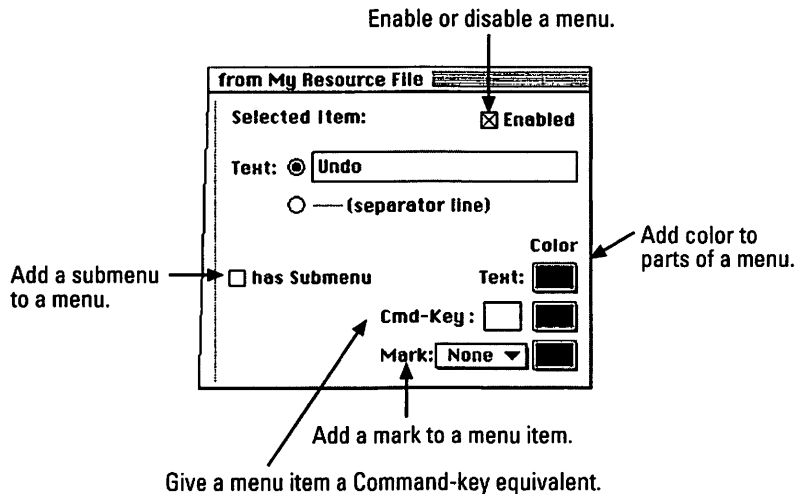 Enable or disable a menu.
from My Resource File
Selected Item:
Enabled
Text:
Undo
(separator line)
Color
Add color to
parts of a menu.
Add a submenu
to a menu.
has Submenu
Text:
Cmd-Key:
Mark:
None
Add a mark to a menu item.
Give a menu item a Command-key equivalent.